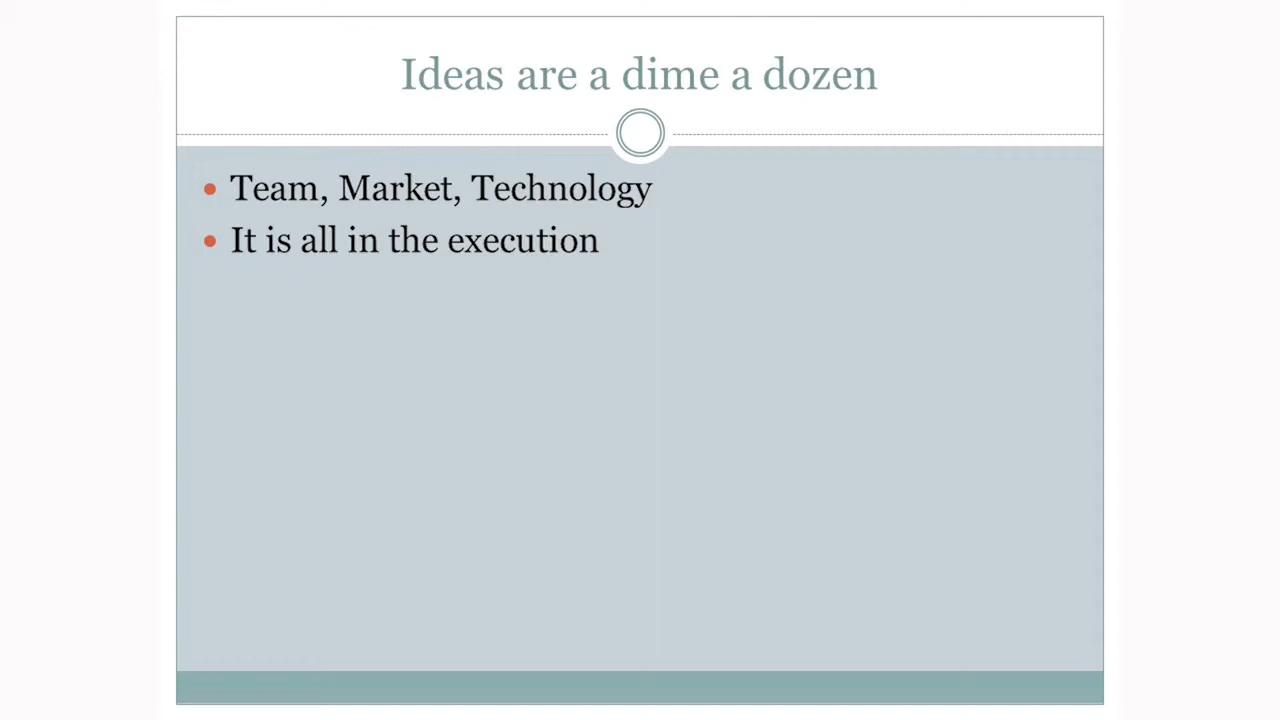 Ideas are a dime a dozen
Team, Market, Technology
It is all in the execution